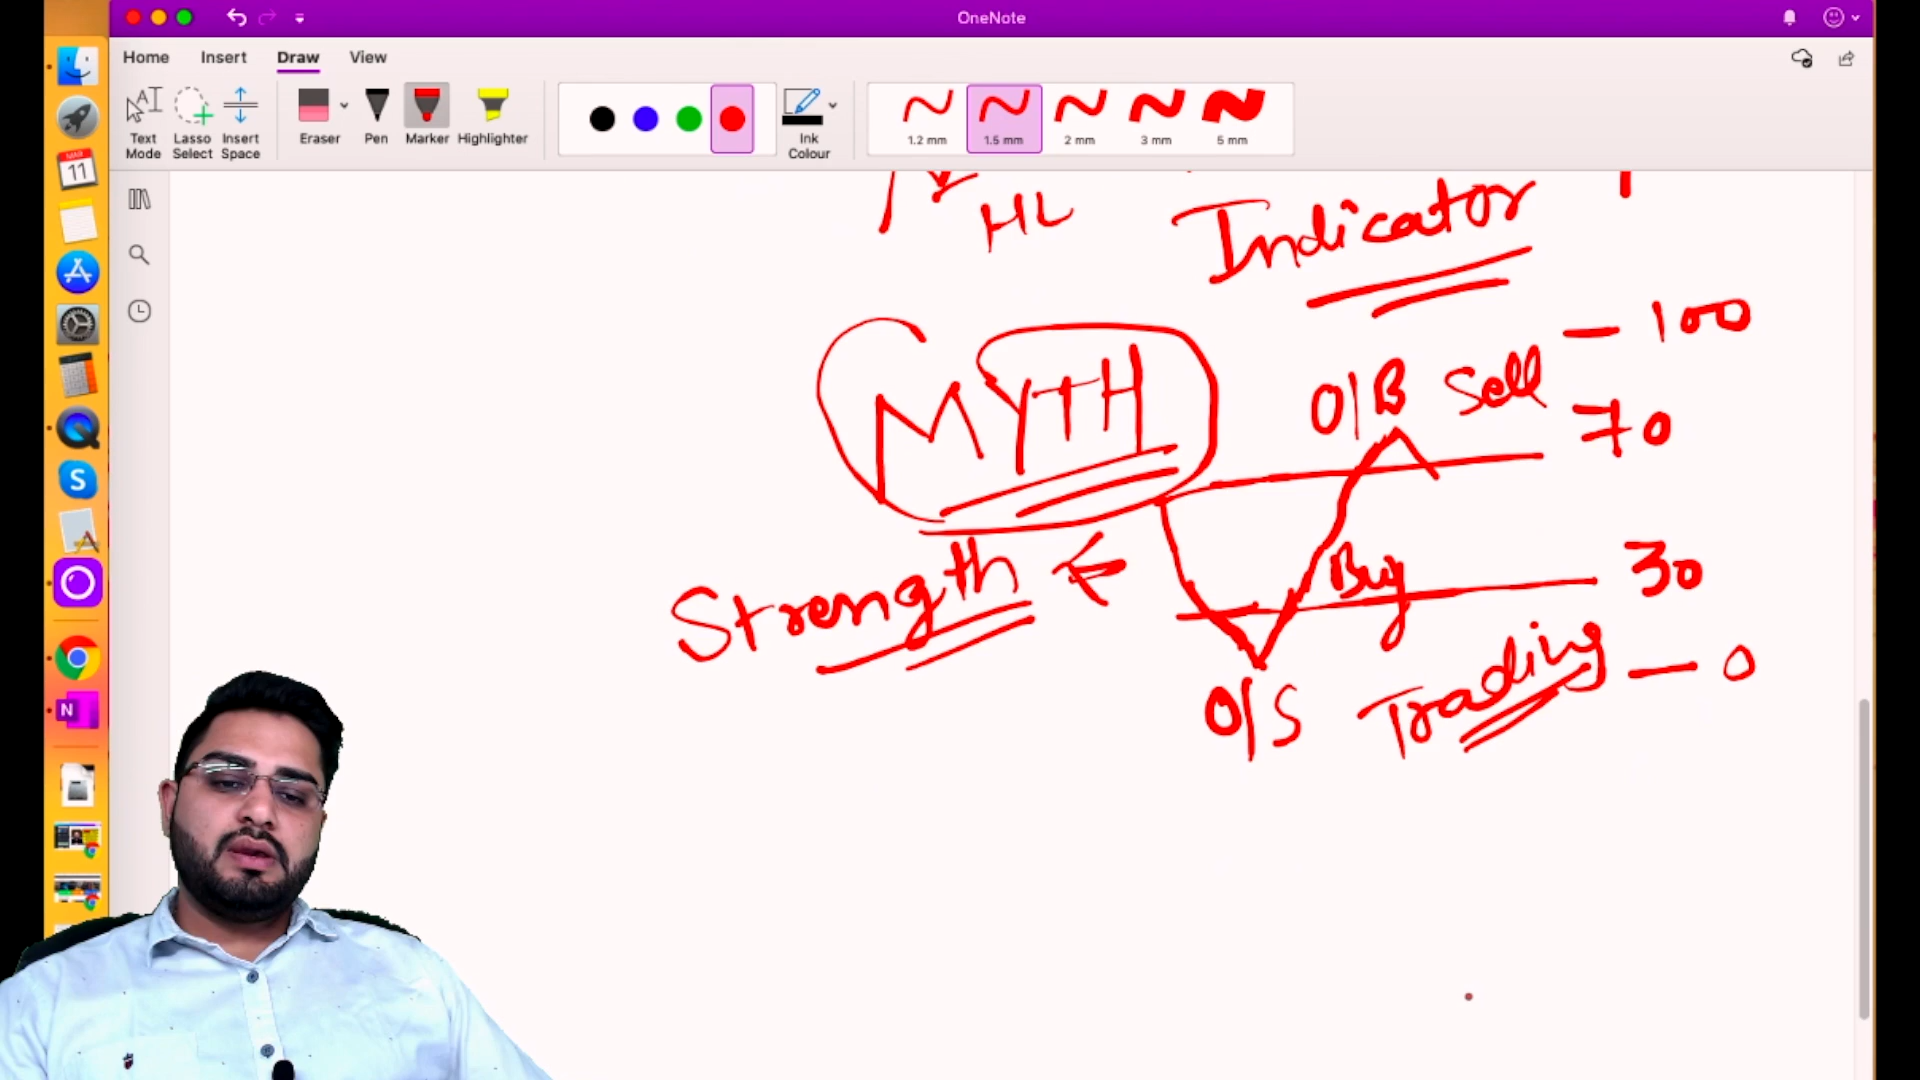 OneNote
Home Insert Draw View
Text Mode
Lasso Select
Insert Space
Eraser
Pen
Marker
Highlighter
Ink Colour
1.2 mm
1.5 mm
2 mm
3 mm
5 mm
MAR
11
HL
Indicator
100
MYTH
O/B Sell
70
Buy
30
Strength
O/S Trading
0
S
N